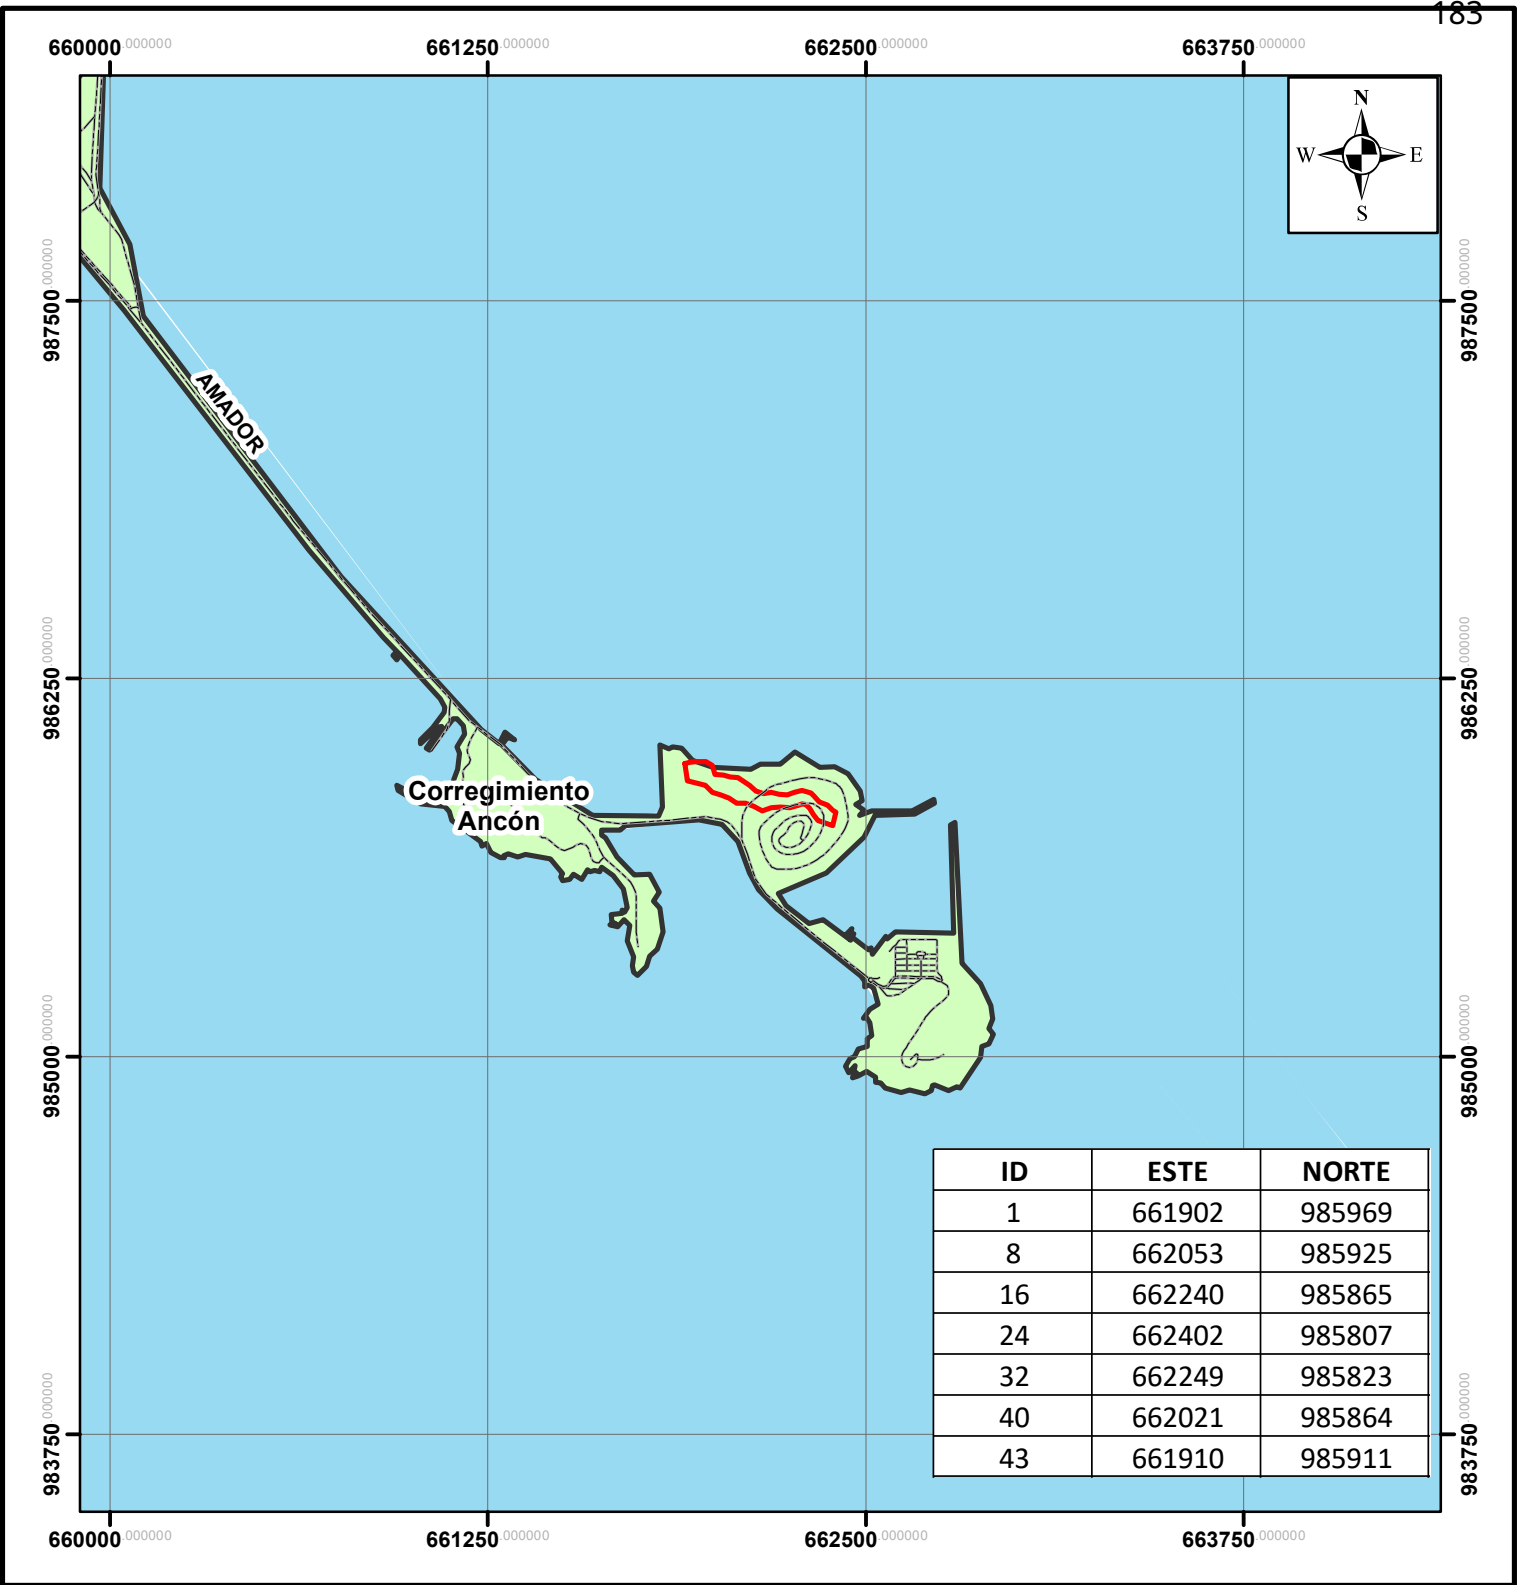 183
660000.000000 661250.000000 662500.000000 663750.000000
N
W E
S
987500.000000 987500.000000
AMADOR
986250.000000 986250.000000
Corregimiento
Ancón
985000.000000 985000.000000
ID ESTE NORTE
1 661902 985969
8 662053 985925
16 662240 985865
24 662402 985807
32 662249 985823
40 662021 985864
43 661910 985911
983750.000000 983750.000000
660000.000000 661250.000000 662500.000000 663750.000000